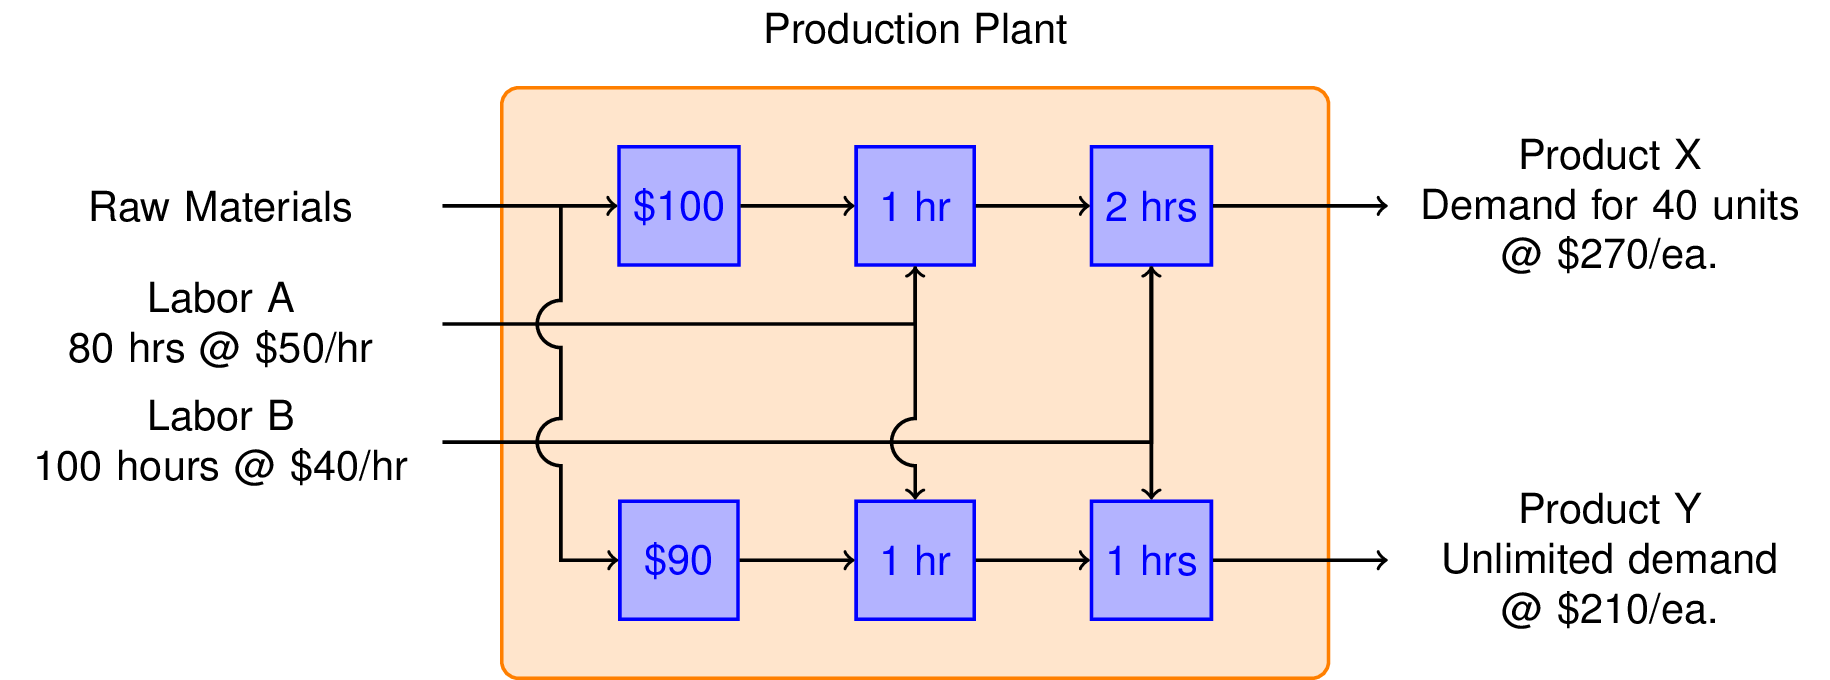 Production Plant
Raw Materials
Labor A
80 hrs @ $50/hr
Labor B
100 hours @ $40/hr
$100
1 hr
2 hrs
$90
1 hr
1 hrs
Product X
Demand for 40 units
@ $270/ea.
Product Y
Unlimited demand
@ $210/ea.